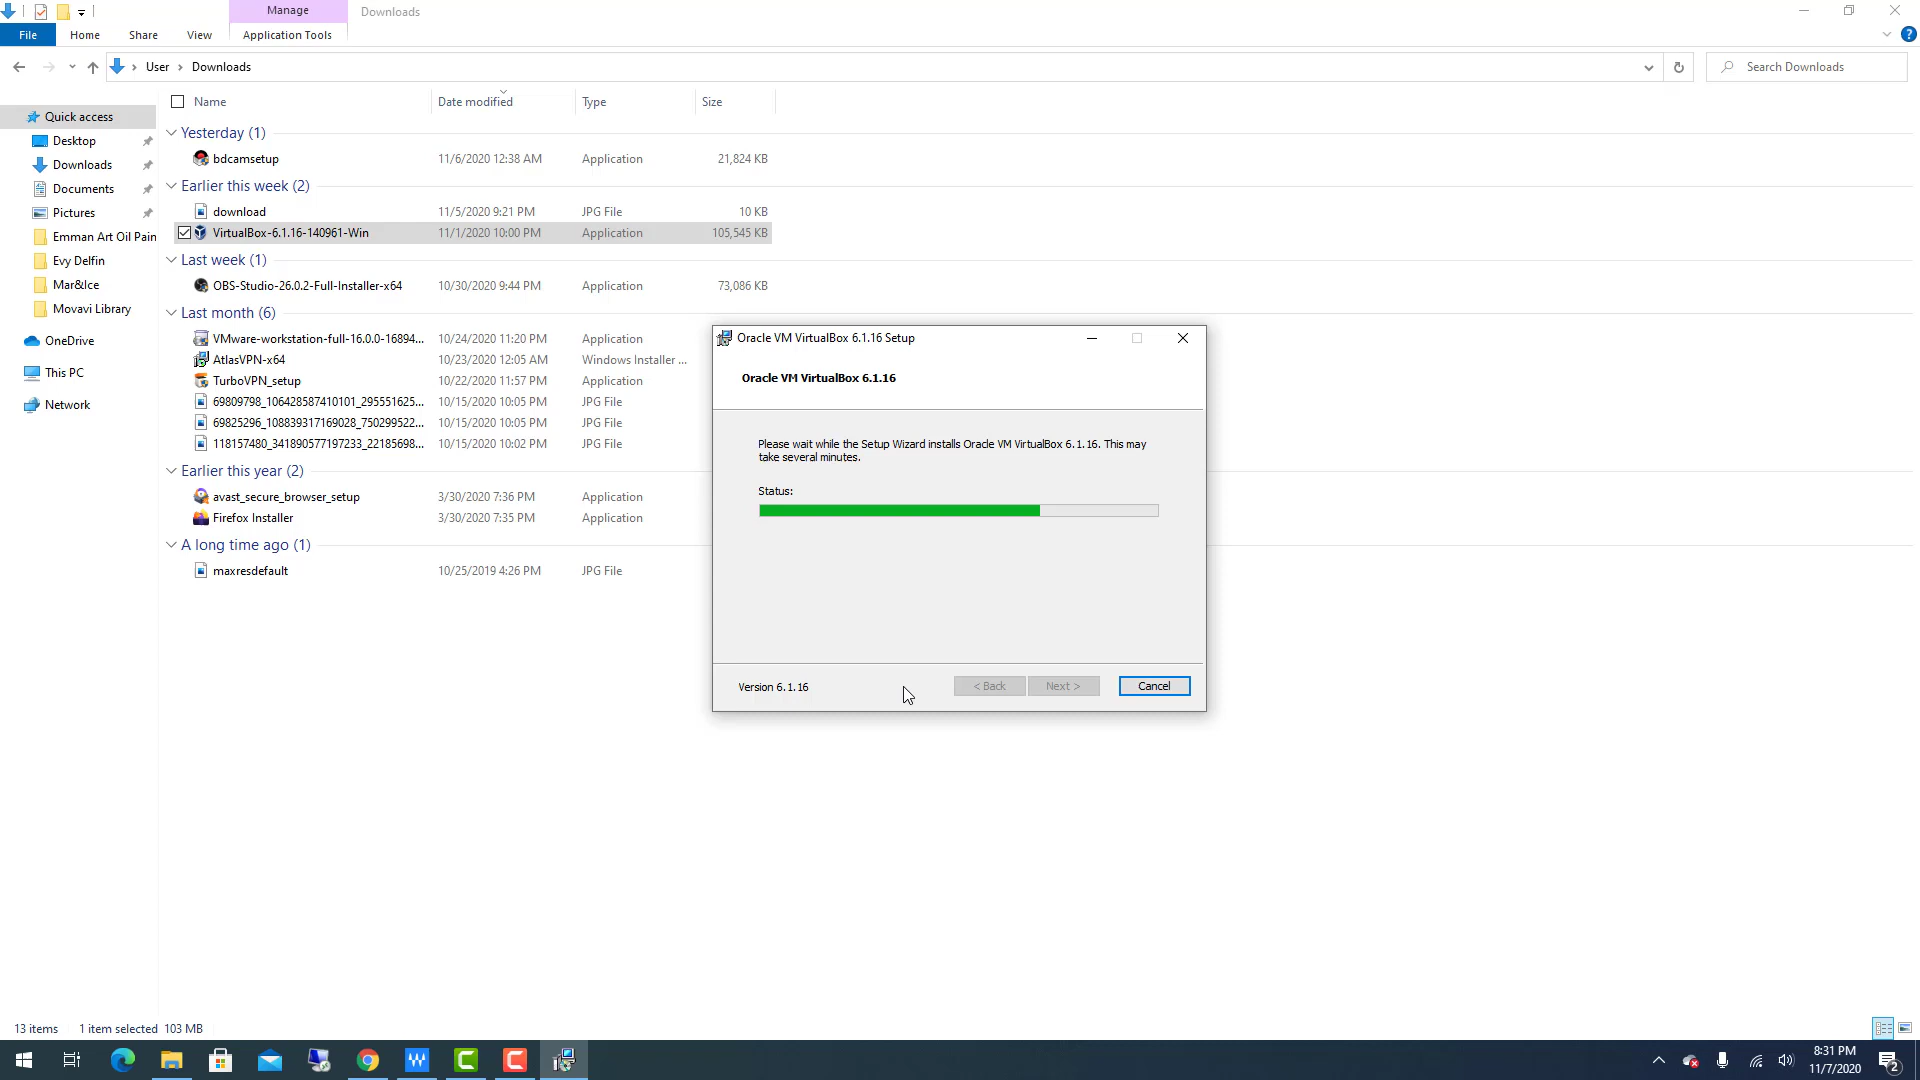 Manage
Downloads
File
Home
Share
View
Application Tools
User
Downloads
Search Downloads
Name
Date modified
Type
Size
Quick access
Desktop
Downloads
Documents
Pictures
Emman Art Oil Pain
Evy Delfin
Mar&Ice
Movavi Library
OneDrive
This PC
Network
Yesterday (1)
bdcamsetup 11/6/2020 12:38 AM Application 21,824 KB
Earlier this week (2)
download 11/5/2020 9:21 PM JPG File 10 KB
VirtualBox-6.1.16-140961-Win 11/1/2020 10:00 PM Application 105,545 KB
Last week (1)
OBS-Studio-26.0.2-Full-Installer-x64 10/30/2020 9:44 PM Application 73,086 KB
Last month (6)
VMware-workstation-full-16.0.0-16894... 10/24/2020 11:20 PM Application
AtlasVPN-x64 10/23/2020 12:05 AM Windows Installer ...
TurboVPN_setup 10/22/2020 11:57 PM Application
69809798_106428587410101_295551625... 10/15/2020 10:05 PM JPG File
69825296_108839317169028_750299522... 10/15/2020 10:05 PM JPG File
118157480_341890577197233_22185698... 10/15/2020 10:02 PM JPG File
Earlier this year (2)
avast_secure_browser_setup 3/30/2020 7:36 PM Application
Firefox Installer 3/30/2020 7:35 PM Application
A long time ago (1)
maxresdefault 10/25/2019 4:26 PM JPG File
Oracle VM VirtualBox 6.1.16 Setup
Oracle VM VirtualBox 6.1.16
Please wait while the Setup Wizard installs Oracle VM VirtualBox 6.1.16. This may
take several minutes.
Status:
Version 6.1.16
< Back
Next >
Cancel
13 items
1 item selected 103 MB
8:31 PM
11/7/2020
2